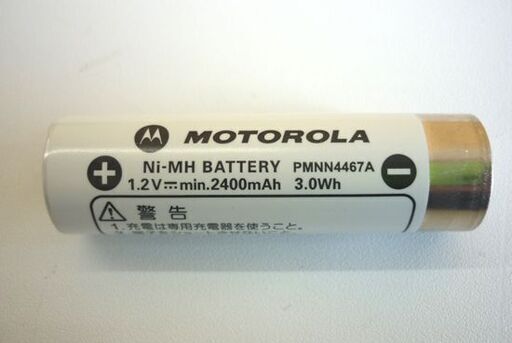 MOTOROLA
Ni-MH BATTERY PMNN4467A
1.2V⎓min.2400mAh 3.0Wh
警告
1.充電は専用充電器を使うこと。